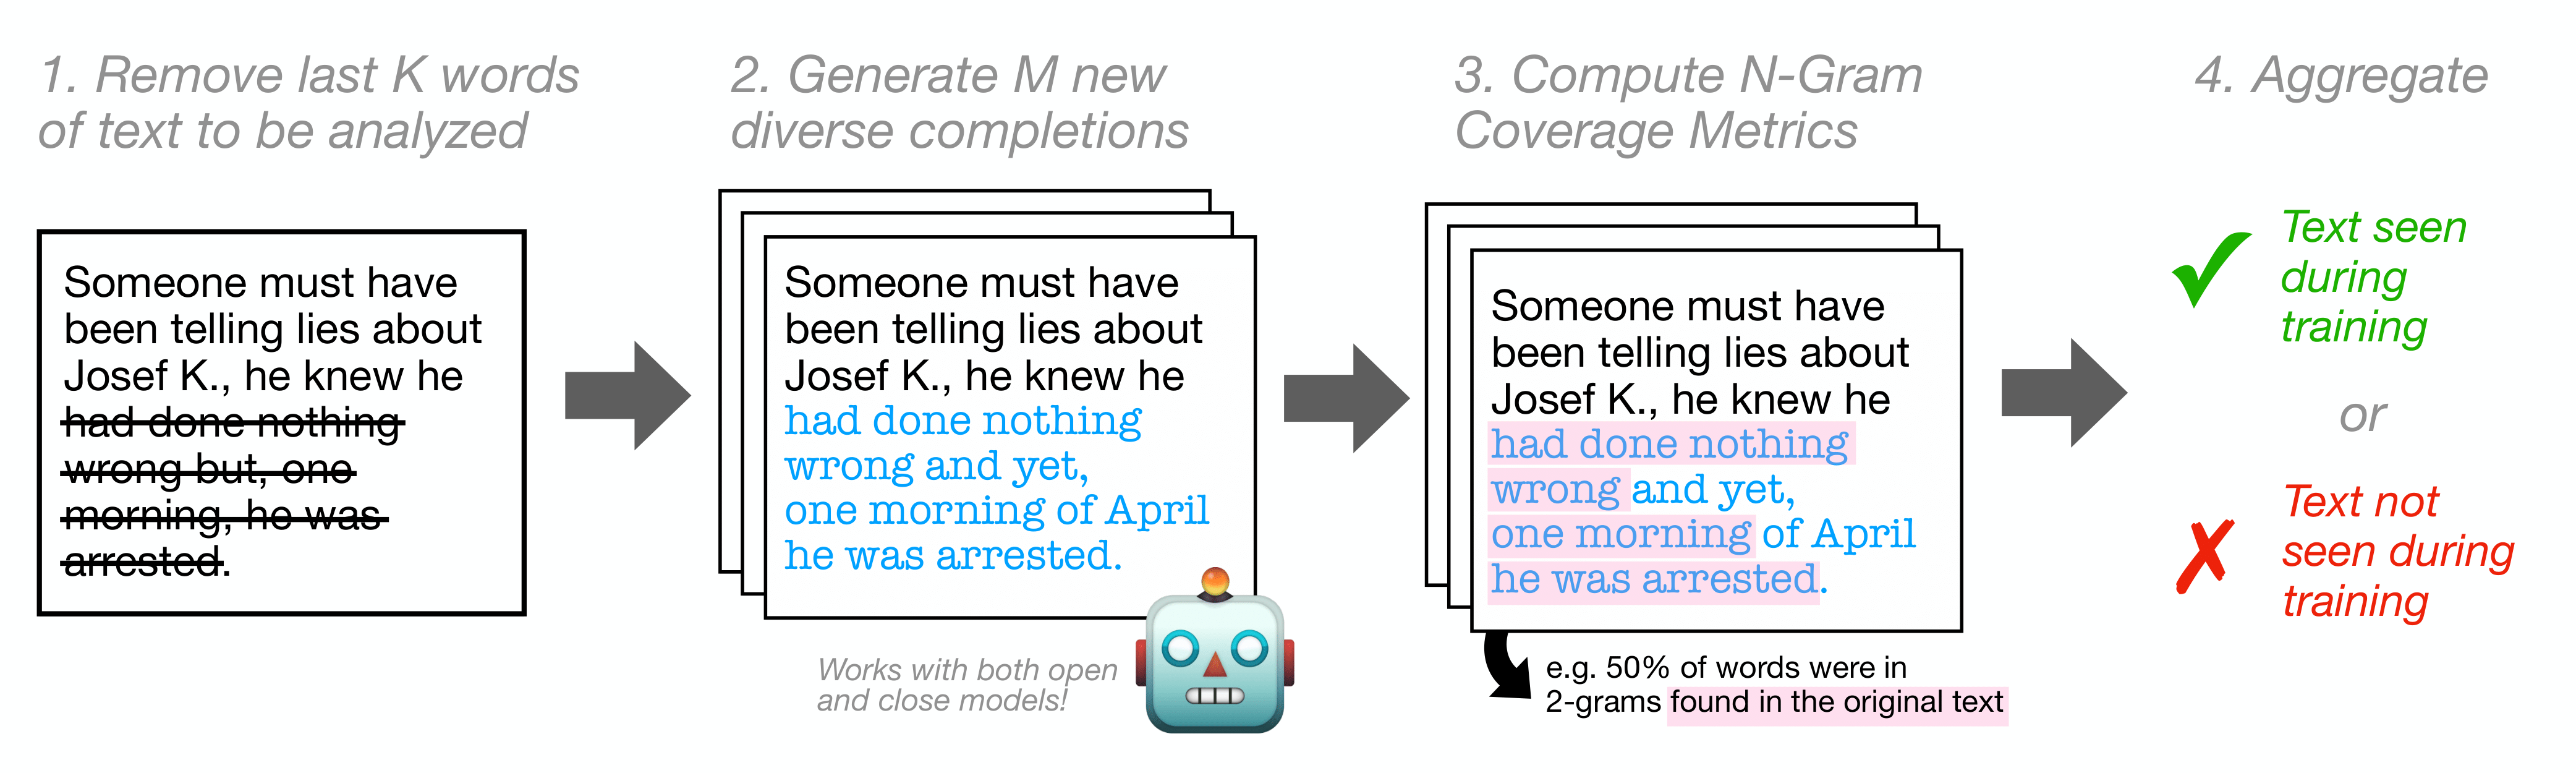 1. Remove last K words
of text to be analyzed
Someone must have
been telling lies about
Josef K., he knew he
had done nothing
wrong but, one
morning, he was
arrested.
2. Generate M new
diverse completions
Someone must have
been telling lies about
Josef K., he knew he
had done nothing
wrong and yet,
one morning of April
he was arrested.
Works with both open
and close models!
3. Compute N-Gram
Coverage Metrics
Someone must have
been telling lies about
Josef K., he knew he
had done nothing
wrong and yet,
one morning of April
he was arrested.
e.g. 50% of words were in
2-grams found in the original text
4. Aggregate
Text seen
during
training
or
Text not
seen during
training